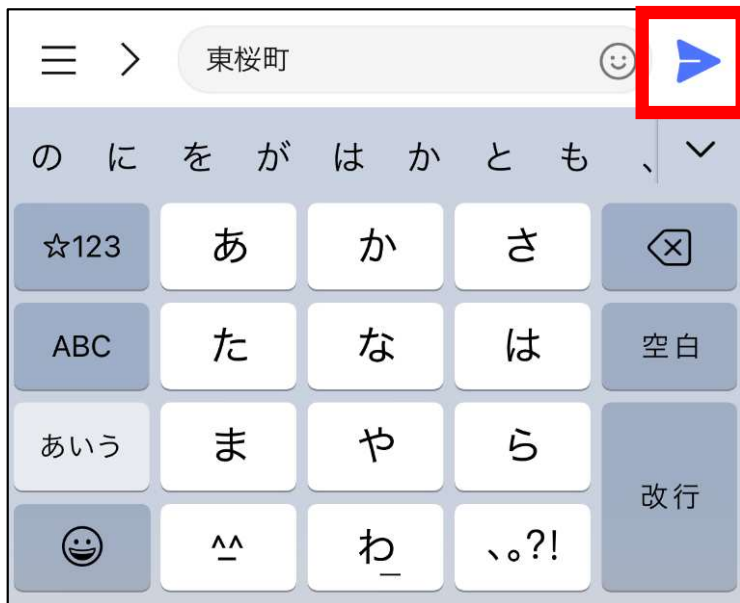 東桜町
の に を が は か と も 、
☆123 あ か さ
ABC た な は 空白
あいう ま や ら
改行
^_^ わ_ 、。?!